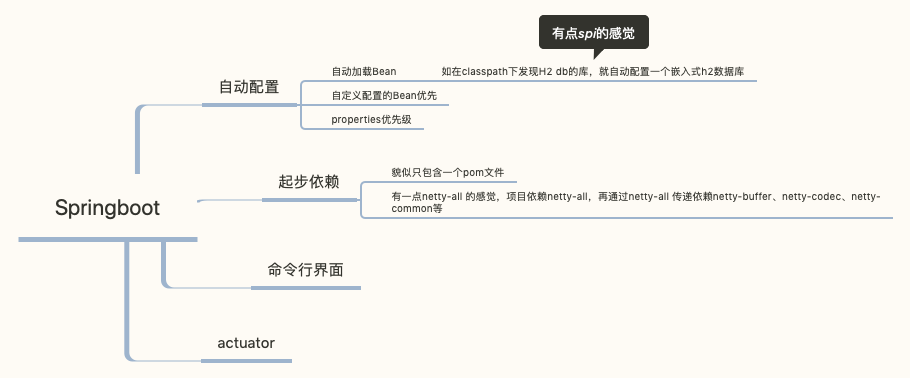 有点spi的感觉
自动配置
自动加载Bean
如在classpath下发现H2 db的库，就自动配置一个嵌入式h2数据库
自定义配置的Bean优先
properties优先级
Springboot
起步依赖
貌似只包含一个pom文件
有一点netty-all 的感觉，项目依赖netty-all，再通过netty-all 传递依赖netty-buffer、netty-codec、netty-
common等
命令行界面
actuator